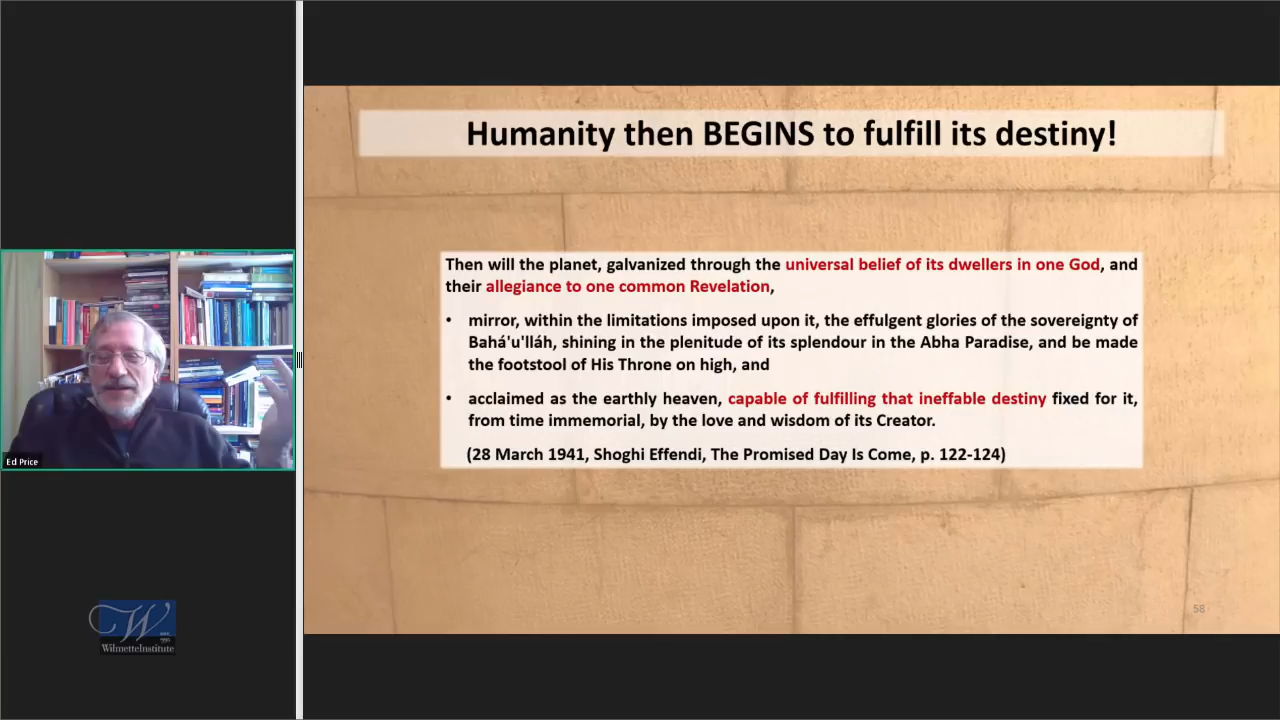 Humanity then BEGINS to fulfill its destiny!
Then will the planet, galvanized through the universal belief of its dwellers in one God, and
their allegiance to one common Revelation,
• mirror, within the limitations imposed upon it, the effulgent glories of the sovereignty of
Bahá'u'lláh, shining in the plenitude of its splendour in the Abha Paradise, and be made
the footstool of His Throne on high, and
• acclaimed as the earthly heaven, capable of fulfilling that ineffable destiny fixed for it,
from time immemorial, by the love and wisdom of its Creator.
(28 March 1941, Shoghi Effendi, The Promised Day Is Come, p. 122-124)
58
Ed Price
W
WilmetteInstitute